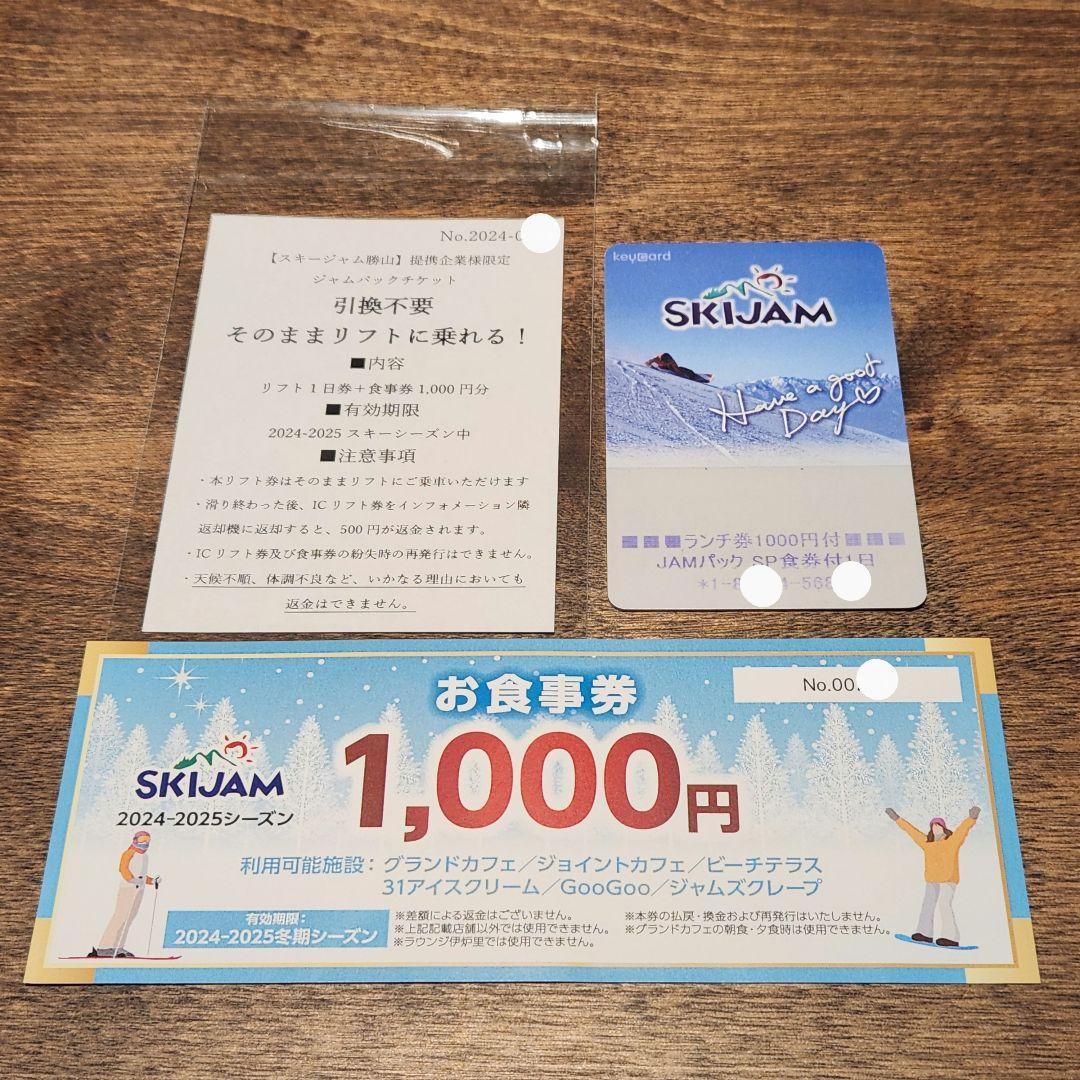 No.2024-0
【スキージャム勝山】提携企業様限定
ジャムパックチケット
引換不要
そのままリフトに乗れる！
■内容
リフト1日券＋食事券1,000円分
■有効期限
2024-2025 スキーシーズン中
■注意事項
・本リフト券はそのままリフトにご乗車いただけます
・滑り終わった後、ICリフト券をインフォメーション隣
返却機に返却すると、500円が返金されます。
・ICリフト券及び食事券の紛失時の再発行はできません。
・天候不順、体調不良など、いかなる理由においても
返金はできません。
keycard
SKIJAM
Have a good
Day♡
■ ■ ■ランチ券1000円付■ ■ ■
JAMパック SP食券付1日
お食事券
No.00
1,000円
SKIJAM
2024-2025シーズン
利用可能施設：グランドカフェ／ジョイントカフェ／ビーチテラス
31アイスクリーム／GooGoo／ジャムズクレープ
有効期限：
2024-2025冬期シーズン
※差額による返金はございません。
※上記記載店舗以外では使用できません。
※ラウンジ伊炉里では使用できません。
※本券の払戻・換金および再発行はいたしません。
※グランドカフェの朝食・夕食時は使用できません。